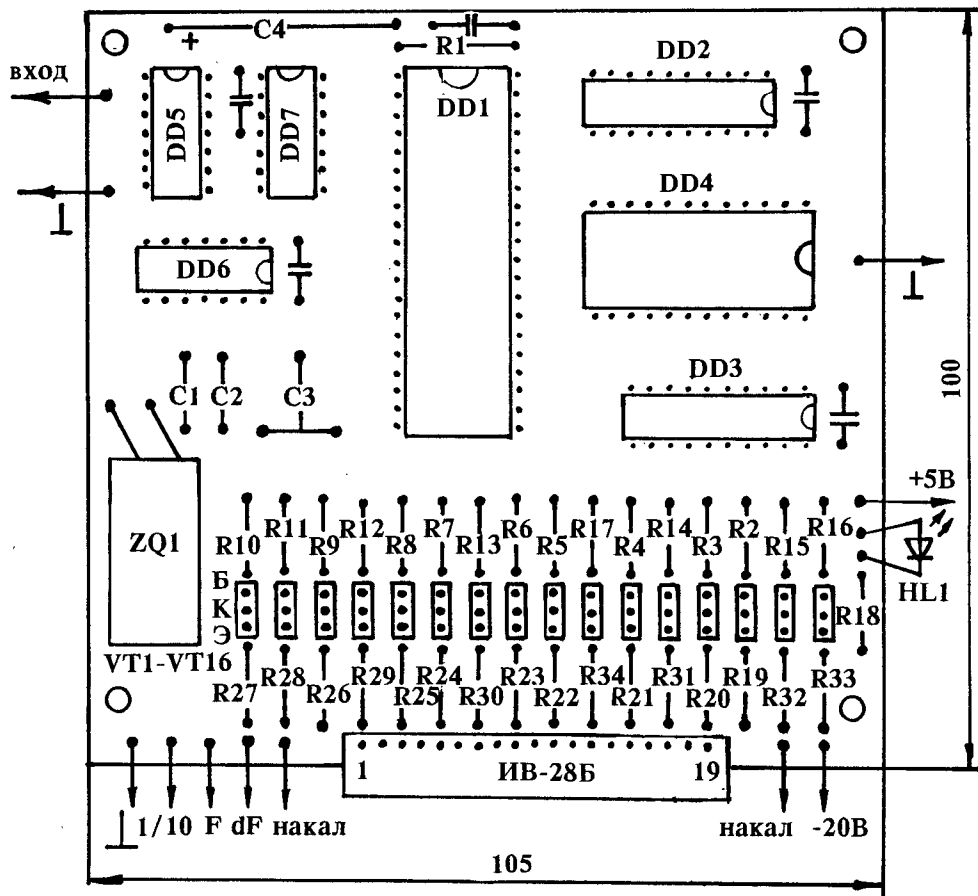 C4
+
R1
DD2
вход
DD5
DD7
DD1
DD4
⊥
DD6
⊥
DD3
C1 C2 C3
100
+5В
ZQ1
R10 R11 R9 R12 R8 R7 R13 R6 R5 R17 R4 R14 R3 R2 R15 R16
HL1
Б
К
Э
R18
VT1-VT16
R27 R28 R26 R29 R25 R24 R30 R23 R22 R34 R21 R31 R20 R19 R32 R33
1 ИВ-28Б 19
⊥ 1/10 F dF накал
накал -20В
105